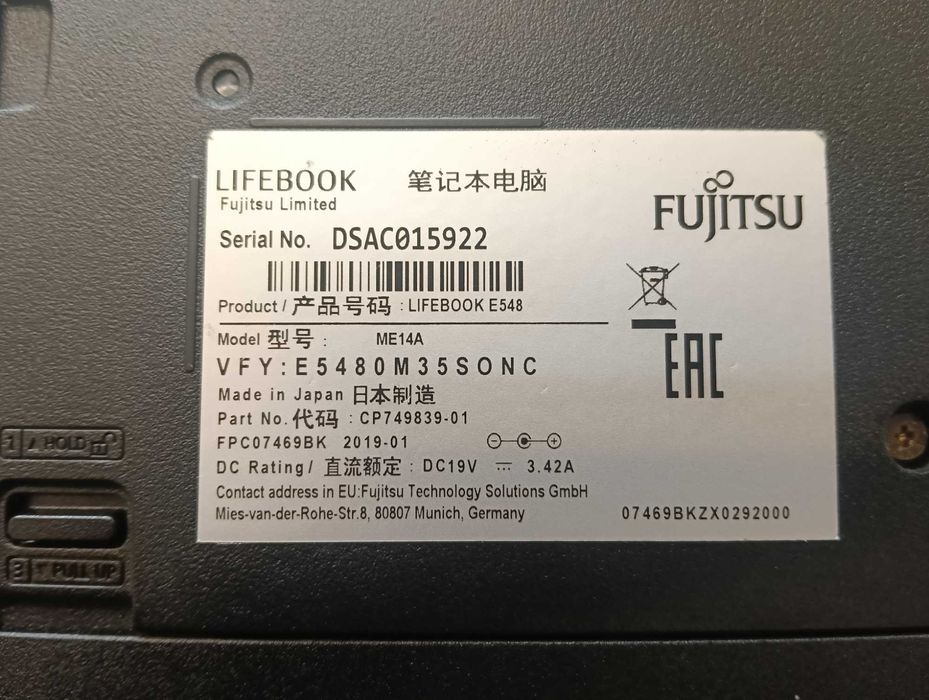 LIFEBOOK 笔记本电脑
Fujitsu Limited
FUJITSU
Serial No. DSAC015922
Product / 产品号码 : LIFEBOOK E548
Model 型号 : ME14A
EAC
VFY: E5480M35SONC
Made in Japan 日本制造
Part No. 代码 : CP749839-01
FPC07469BK 2019-01
DC Rating / 直流额定 : DC19V ⎓ 3.42A
Contact address in EU:Fujitsu Technology Solutions GmbH
Mies-van-der-Rohe-Str.8, 80807 Munich, Germany
07469BKZX0292000
1 HOLD
3 PULL UP